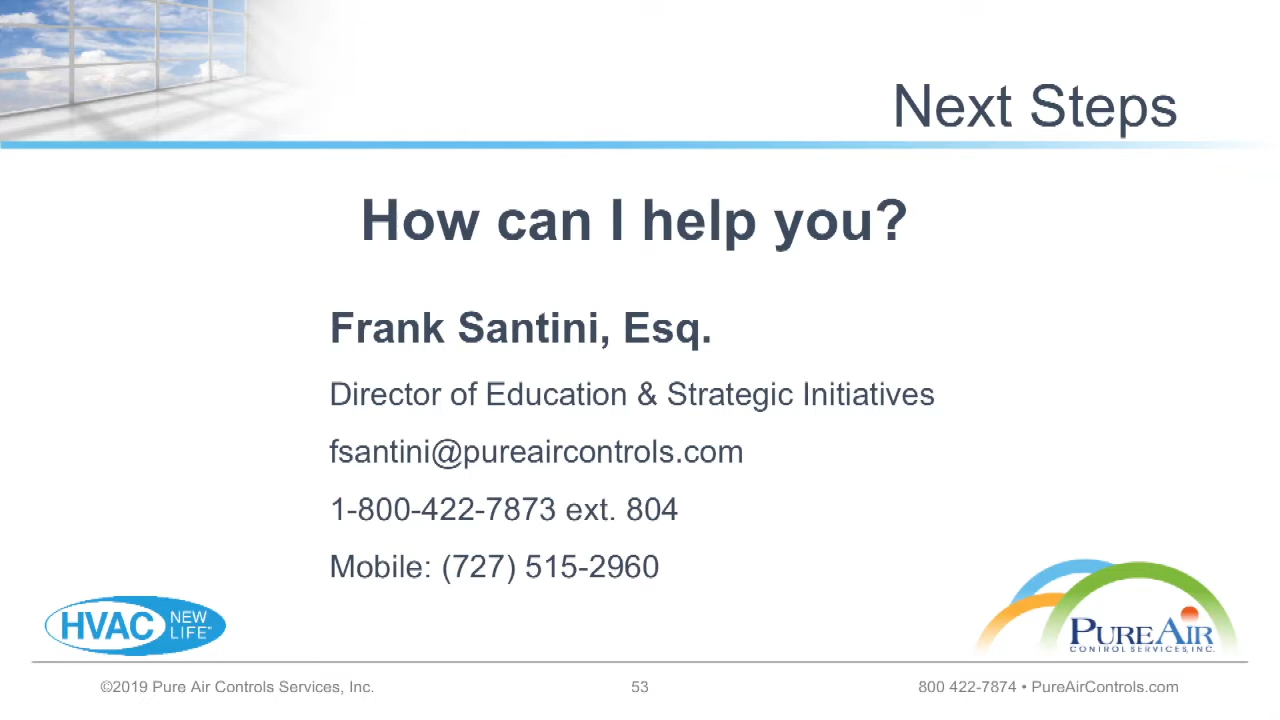 Next Steps
How can I help you?
Frank Santini, Esq.
Director of Education & Strategic Initiatives
fsantini@pureaircontrols.com
1-800-422-7873 ext. 804
Mobile: (727) 515-2960
HVAC NEW LIFE
PURE AIR
CONTROL SERVICES, INC.
©2019 Pure Air Controls Services, Inc.
53
800 422-7874 • PureAirControls.com